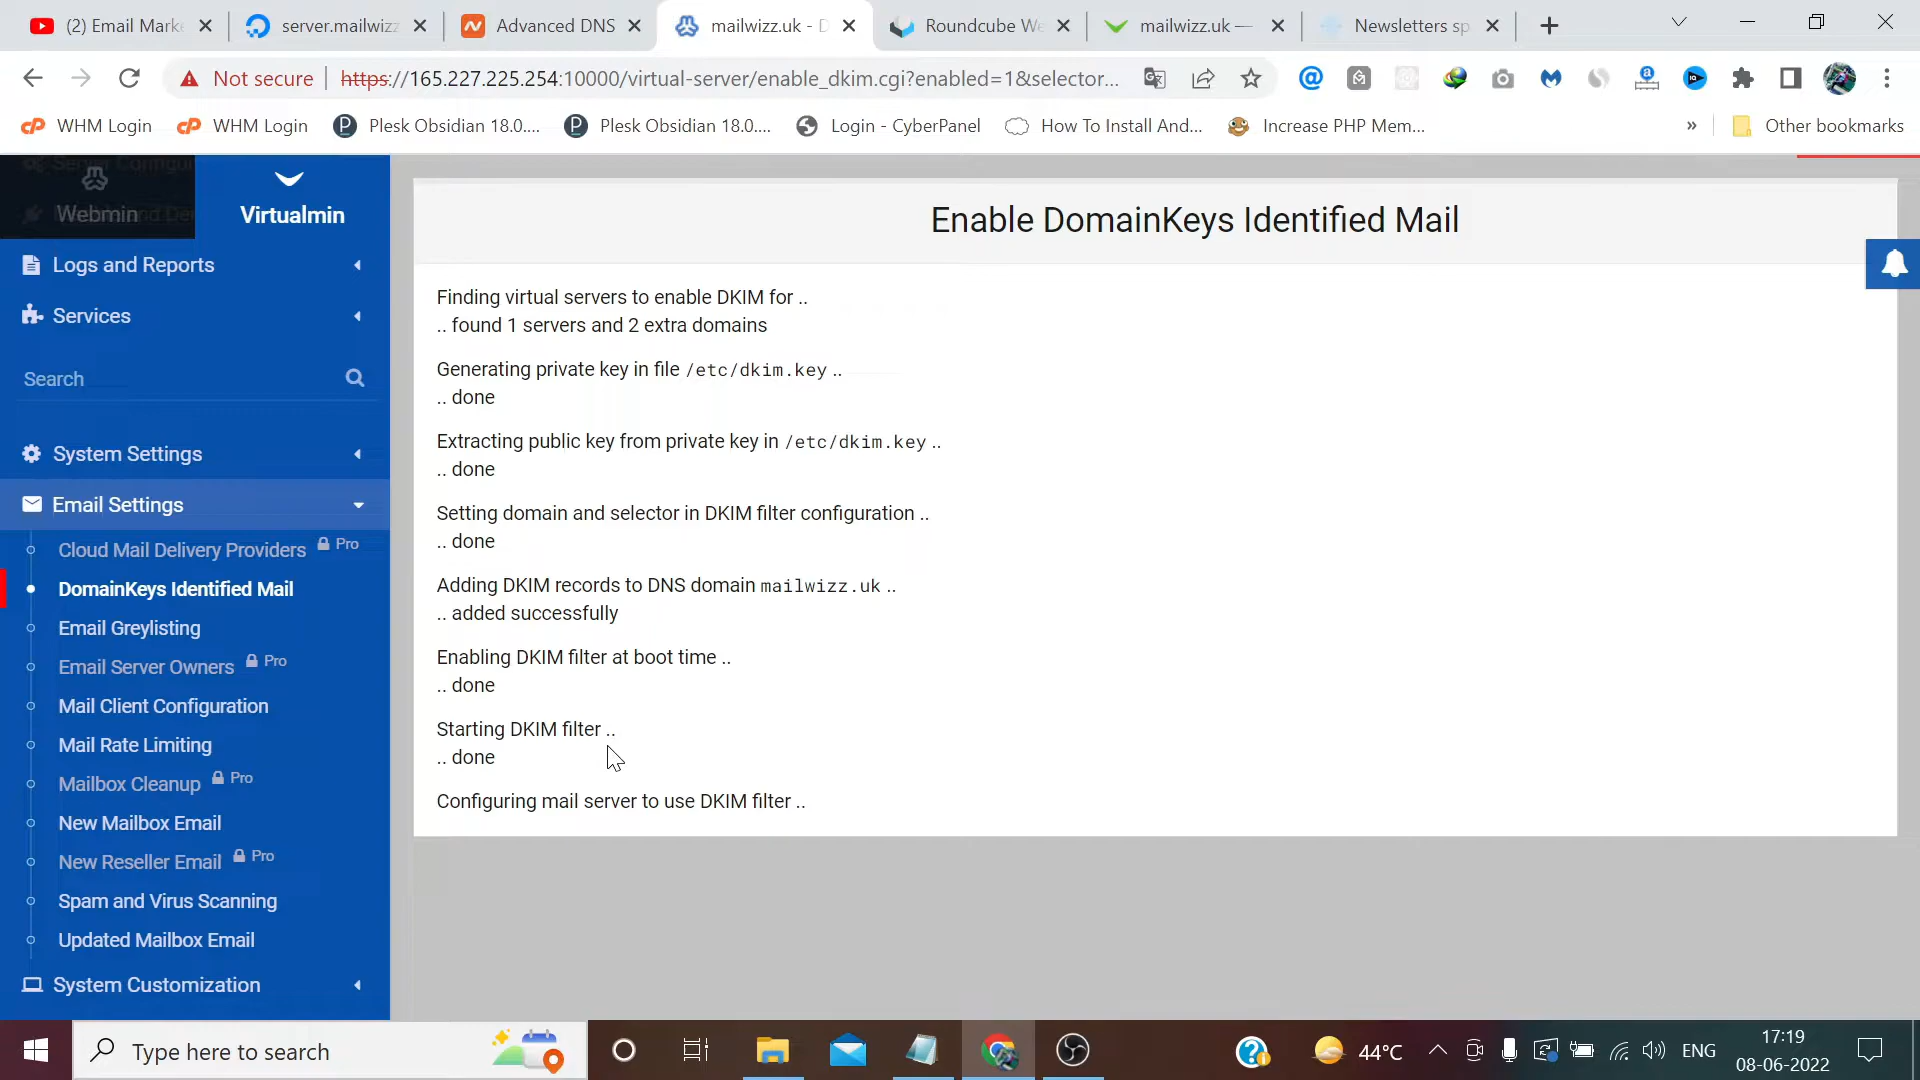 (2) Email Marke
server.mailwizz
Advanced DNS
mailwizz.uk - D
Roundcube We
mailwizz.uk —
Newsletters sp
Not secure
https://165.227.225.254:10000/virtual-server/enable_dkim.cgi?enabled=1&selector...
WHM Login
WHM Login
Plesk Obsidian 18.0....
Plesk Obsidian 18.0....
Login - CyberPanel
How To Install And...
Increase PHP Mem...
»
Other bookmarks
Webmin
Virtualmin
Logs and Reports
Services
Search
System Settings
Email Settings
Cloud Mail Delivery Providers Pro
DomainKeys Identified Mail
Email Greylisting
Email Server Owners Pro
Mail Client Configuration
Mail Rate Limiting
Mailbox Cleanup Pro
New Mailbox Email
New Reseller Email Pro
Spam and Virus Scanning
Updated Mailbox Email
System Customization
Enable DomainKeys Identified Mail
Finding virtual servers to enable DKIM for ..
.. found 1 servers and 2 extra domains
Generating private key in file /etc/dkim.key ..
.. done
Extracting public key from private key in /etc/dkim.key ..
.. done
Setting domain and selector in DKIM filter configuration ..
.. done
Adding DKIM records to DNS domain mailwizz.uk ..
.. added successfully
Enabling DKIM filter at boot time ..
.. done
Starting DKIM filter ..
.. done
Configuring mail server to use DKIM filter ..
Type here to search
44°C
ENG
17:19
08-06-2022